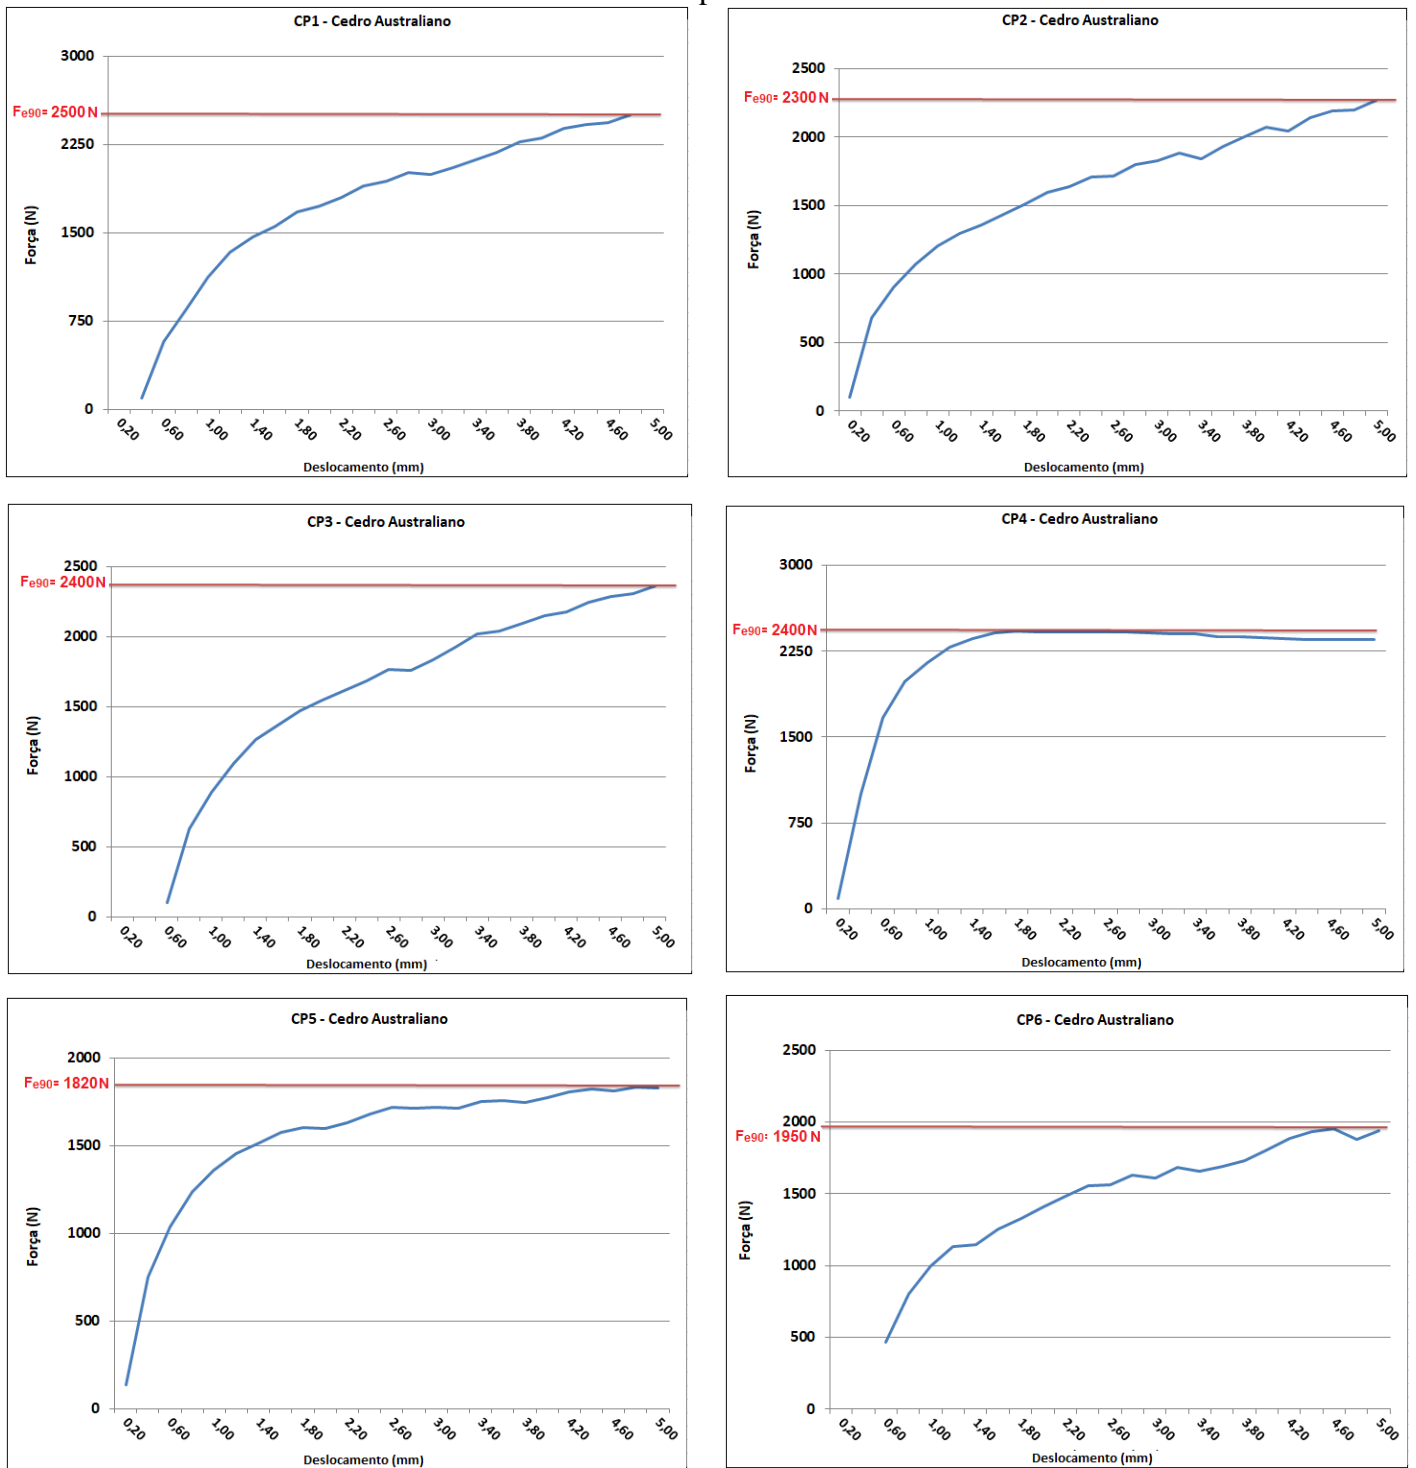 CP1 - Cedro Australiano
3000
Fe90= 2500 N
2250
1500
750
0
Força (N)
0,20 0,60 1,00 1,40 1,80 2,20 2,60 3,00 3,40 3,80 4,20 4,60 5,00
Deslocamento (mm)
CP2 - Cedro Australiano
2500
Fe90= 2300 N
2000
1500
1000
500
0
Força (N)
0,20 0,60 1,00 1,40 1,80 2,20 2,60 3,00 3,40 3,80 4,20 4,60 5,00
Deslocamento (mm)
CP3 - Cedro Australiano
2500
Fe90= 2400 N
2000
1500
1000
500
0
Força (N)
0,20 0,60 1,00 1,40 1,80 2,20 2,60 3,00 3,40 3,80 4,20 4,60 5,00
Deslocamento (mm)
CP4 - Cedro Australiano
3000
Fe90= 2400 N
2250
1500
750
0
Força (N)
0,20 0,60 1,00 1,40 1,80 2,20 2,60 3,00 3,40 3,80 4,20 4,60 5,00
Deslocamento (mm)
CP5 - Cedro Australiano
2000
Fe90= 1820 N
1500
1000
500
0
Força (N)
0,20 0,60 1,00 1,40 1,80 2,20 2,60 3,00 3,40 3,80 4,20 4,60 5,00
Deslocamento (mm)
CP6 - Cedro Australiano
2500
2000
Fe90: 1950 N
1500
1000
500
0
Força (N)
0,20 0,60 1,00 1,40 1,80 2,20 2,60 3,00 3,40 3,80 4,20 4,60 5,00
Deslocamento (mm)